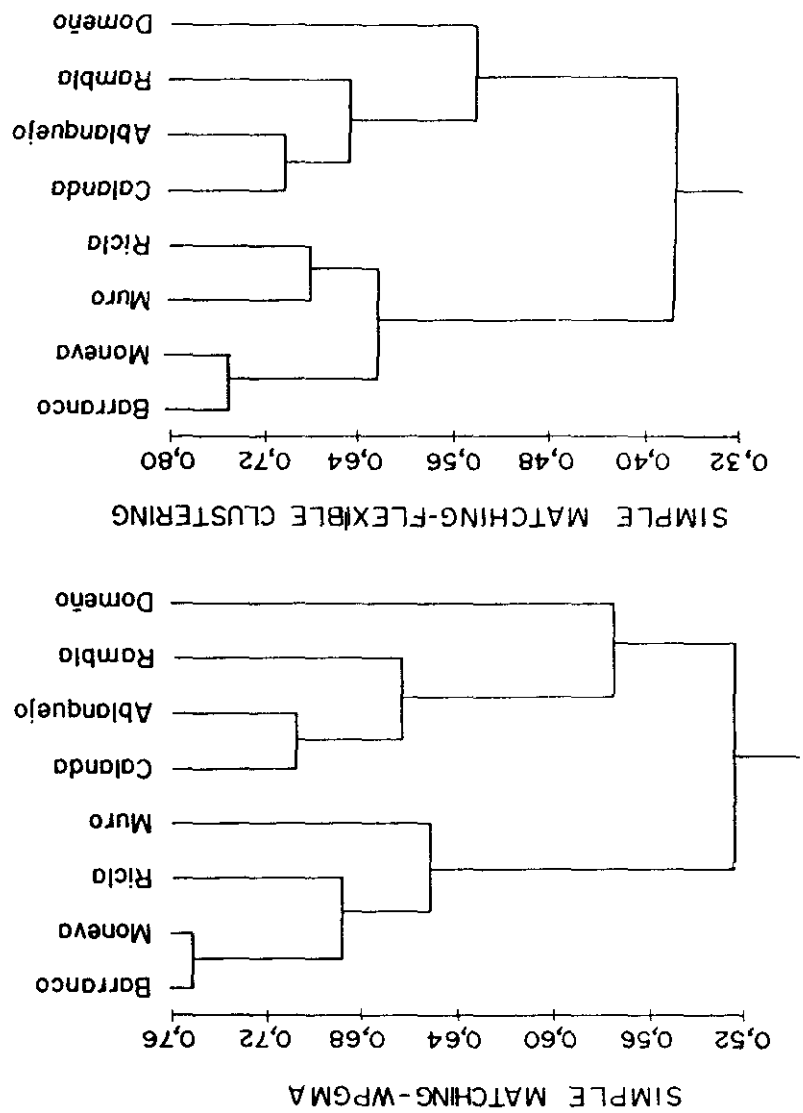 SIMPLE MATCHING-WPGMA
0,52 0,56 0,60 0,64 0,68 0,72 0,76
Barranco
Moneva
Ricla
Muro
Calanda
Ablanquejo
Rambla
Domeño
SIMPLE MATCHING-FLEXIBLE CLUSTERING
0,32 0,40 0,48 0,56 0,64 0,72 0,80
Barranco
Moneva
Muro
Ricla
Calanda
Ablanquejo
Rambla
Domeño